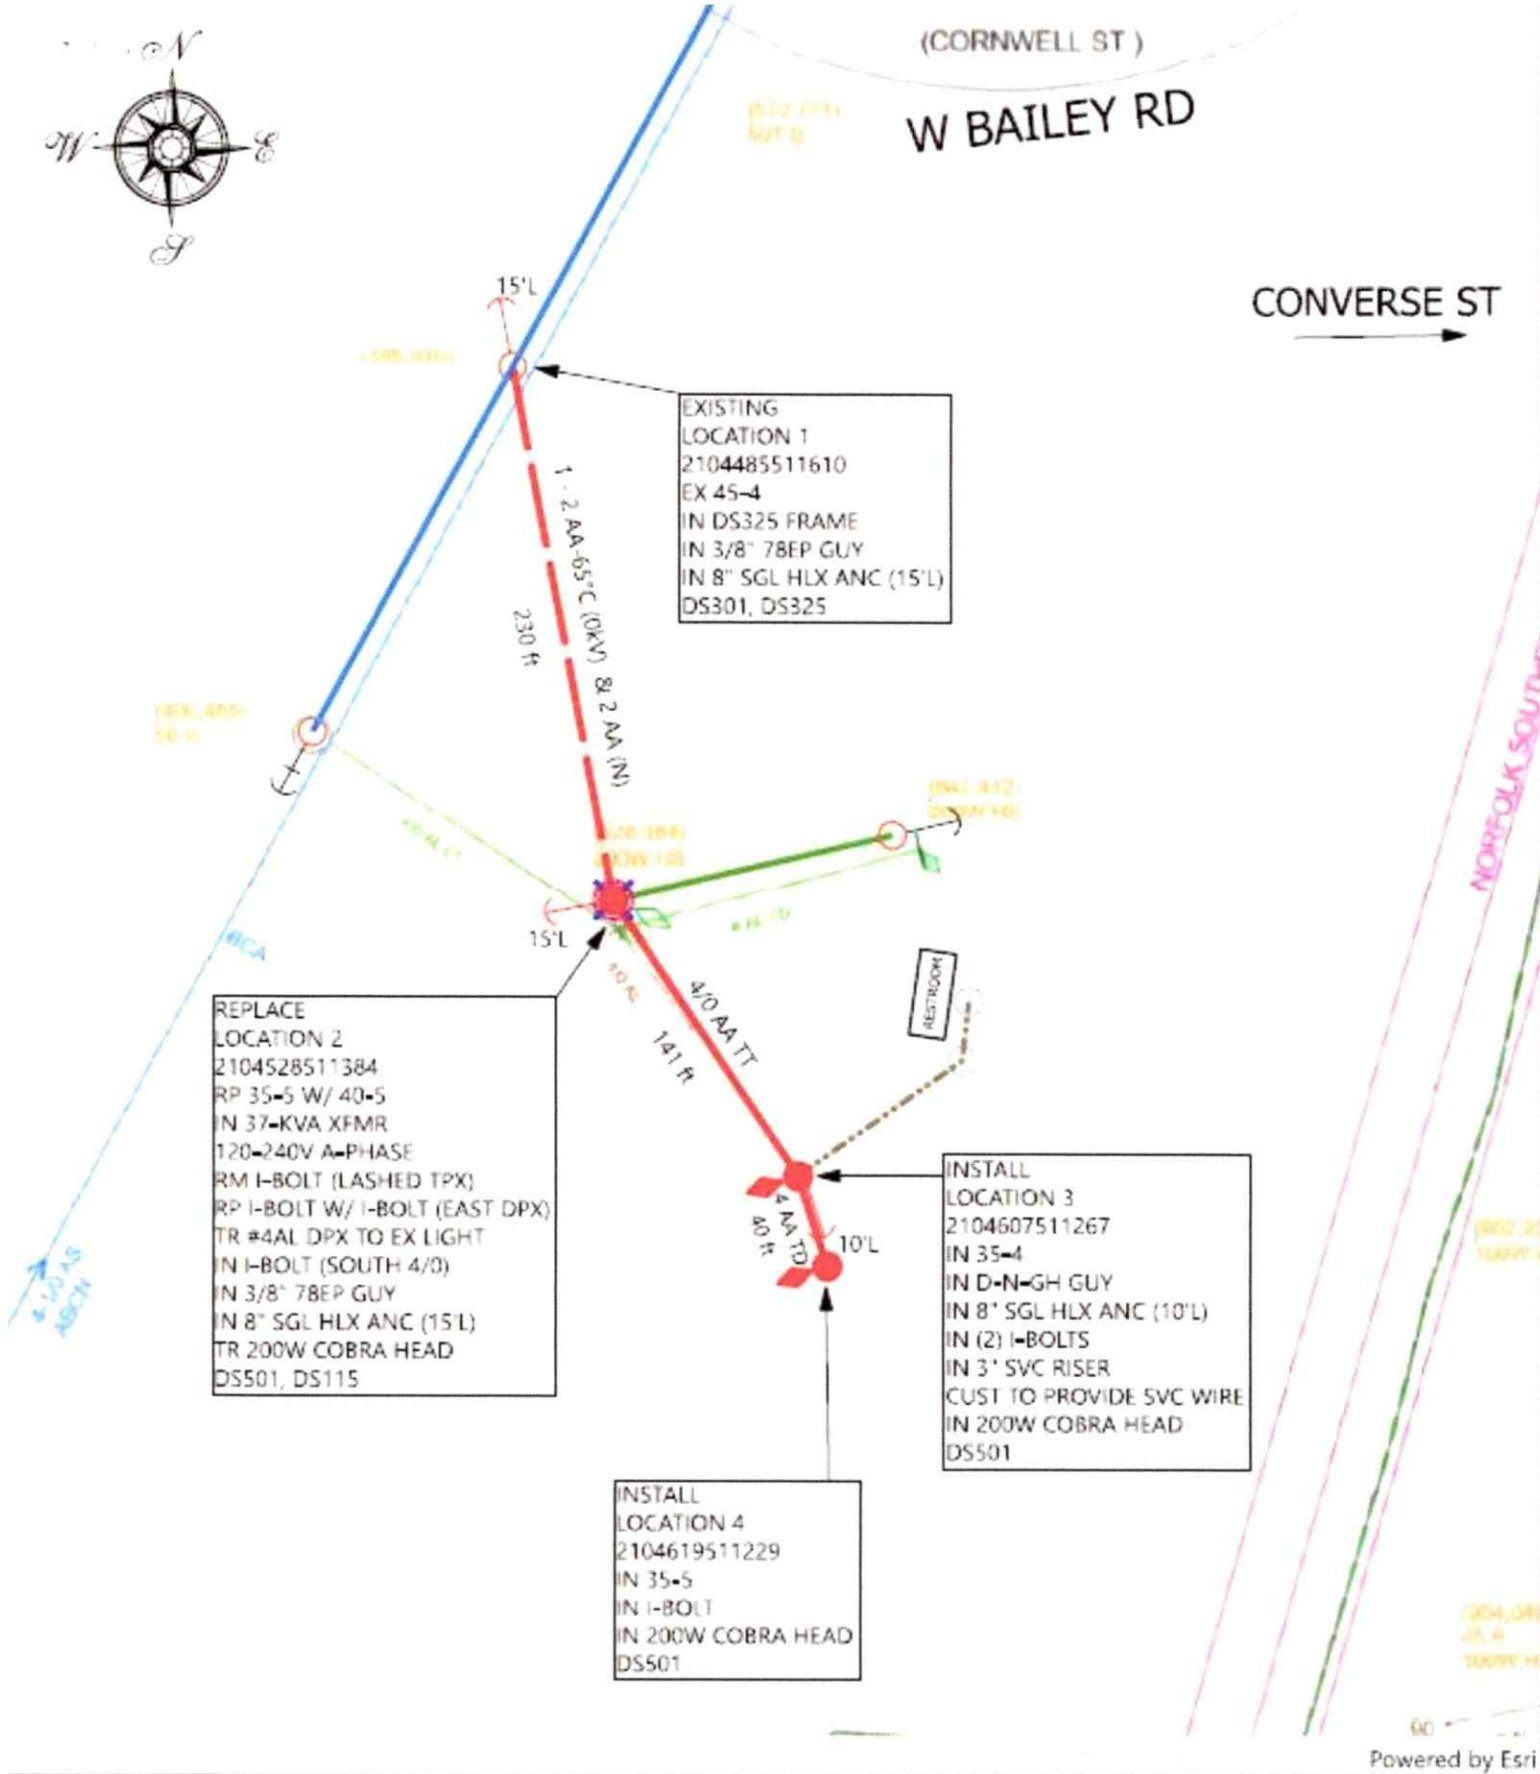 N
W
E
S
(CORNWELL ST )
W BAILEY RD
CONVERSE ST
15'L
EXISTING
LOCATION 1
2104485511610
EX 45-4
IN DS325 FRAME
IN 3/8" 78EP GUY
IN 8" SGL HLX ANC (15'L)
DS301, DS325
1 - 2 AA-65°C (0kV) & 2 AA (N)
230 ft
NORFOLK SOUTHE
15'L
BCA
4/0 AA TT
141 ft
RESTROOM
REPLACE
LOCATION 2
2104528511384
RP 35-5 W/ 40-5
IN 37-KVA XFMR
120-240V A-PHASE
RM I-BOLT (LASHED TPX)
RP I-BOLT W/ I-BOLT (EAST DPX)
TR #4AL DPX TO EX LIGHT
IN I-BOLT (SOUTH 4/0)
IN 3/8" 78EP GUY
IN 8" SGL HLX ANC (15'L)
TR 200W COBRA HEAD
DS501, DS115
4 AA TD
40 ft
10'L
INSTALL
LOCATION 3
2104607511267
IN 35-4
IN D-N-GH GUY
IN 8" SGL HLX ANC (10'L)
IN (2) I-BOLTS
IN 3" SVC RISER
CUST TO PROVIDE SVC WIRE
IN 200W COBRA HEAD
DS501
4-1/0 AS
ABCN
INSTALL
LOCATION 4
2104619511229
IN 35-5
IN I-BOLT
IN 200W COBRA HEAD
DS501
Powered by Esri